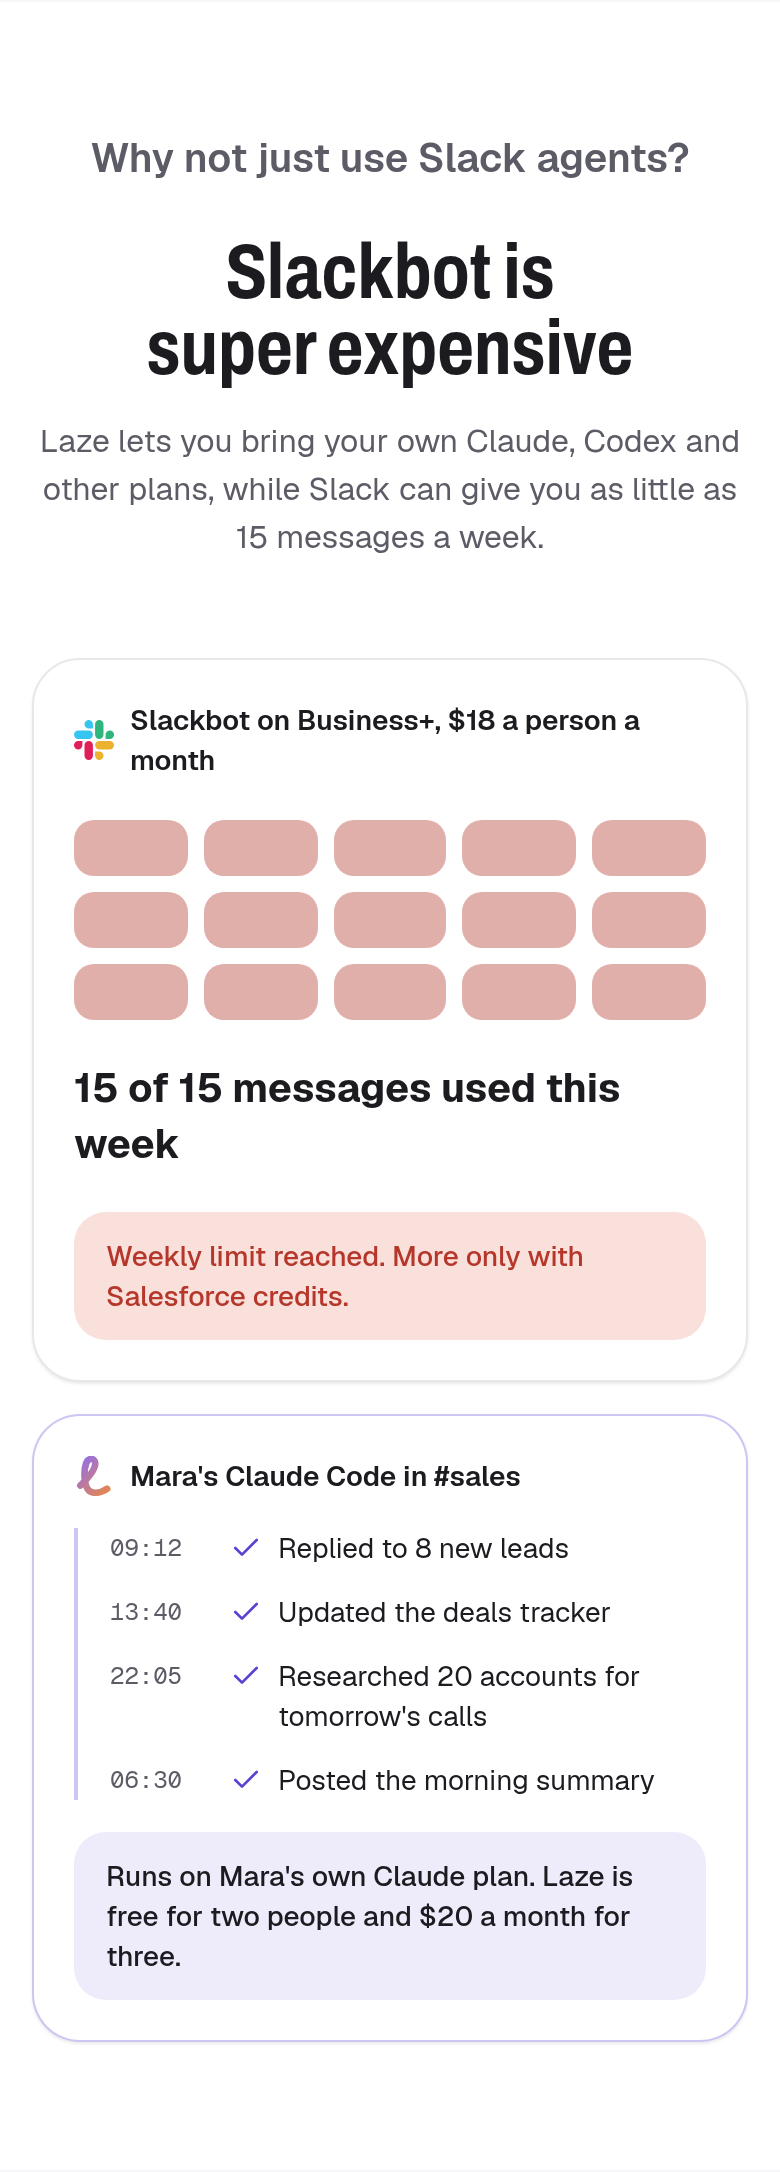 Why not just use Slack agents?
Slackbot is
super expensive
Laze lets you bring your own Claude, Codex and
other plans, while Slack can give you as little as
15 messages a week.
Slackbot on Business+, $18 a person a
month
15 of 15 messages used this
week
Weekly limit reached. More only with
Salesforce credits.
Mara's Claude Code in #sales
09:12 Replied to 8 new leads
13:40 Updated the deals tracker
22:05 Researched 20 accounts for
tomorrow's calls
06:30 Posted the morning summary
Runs on Mara's own Claude plan. Laze is
free for two people and $20 a month for
three.